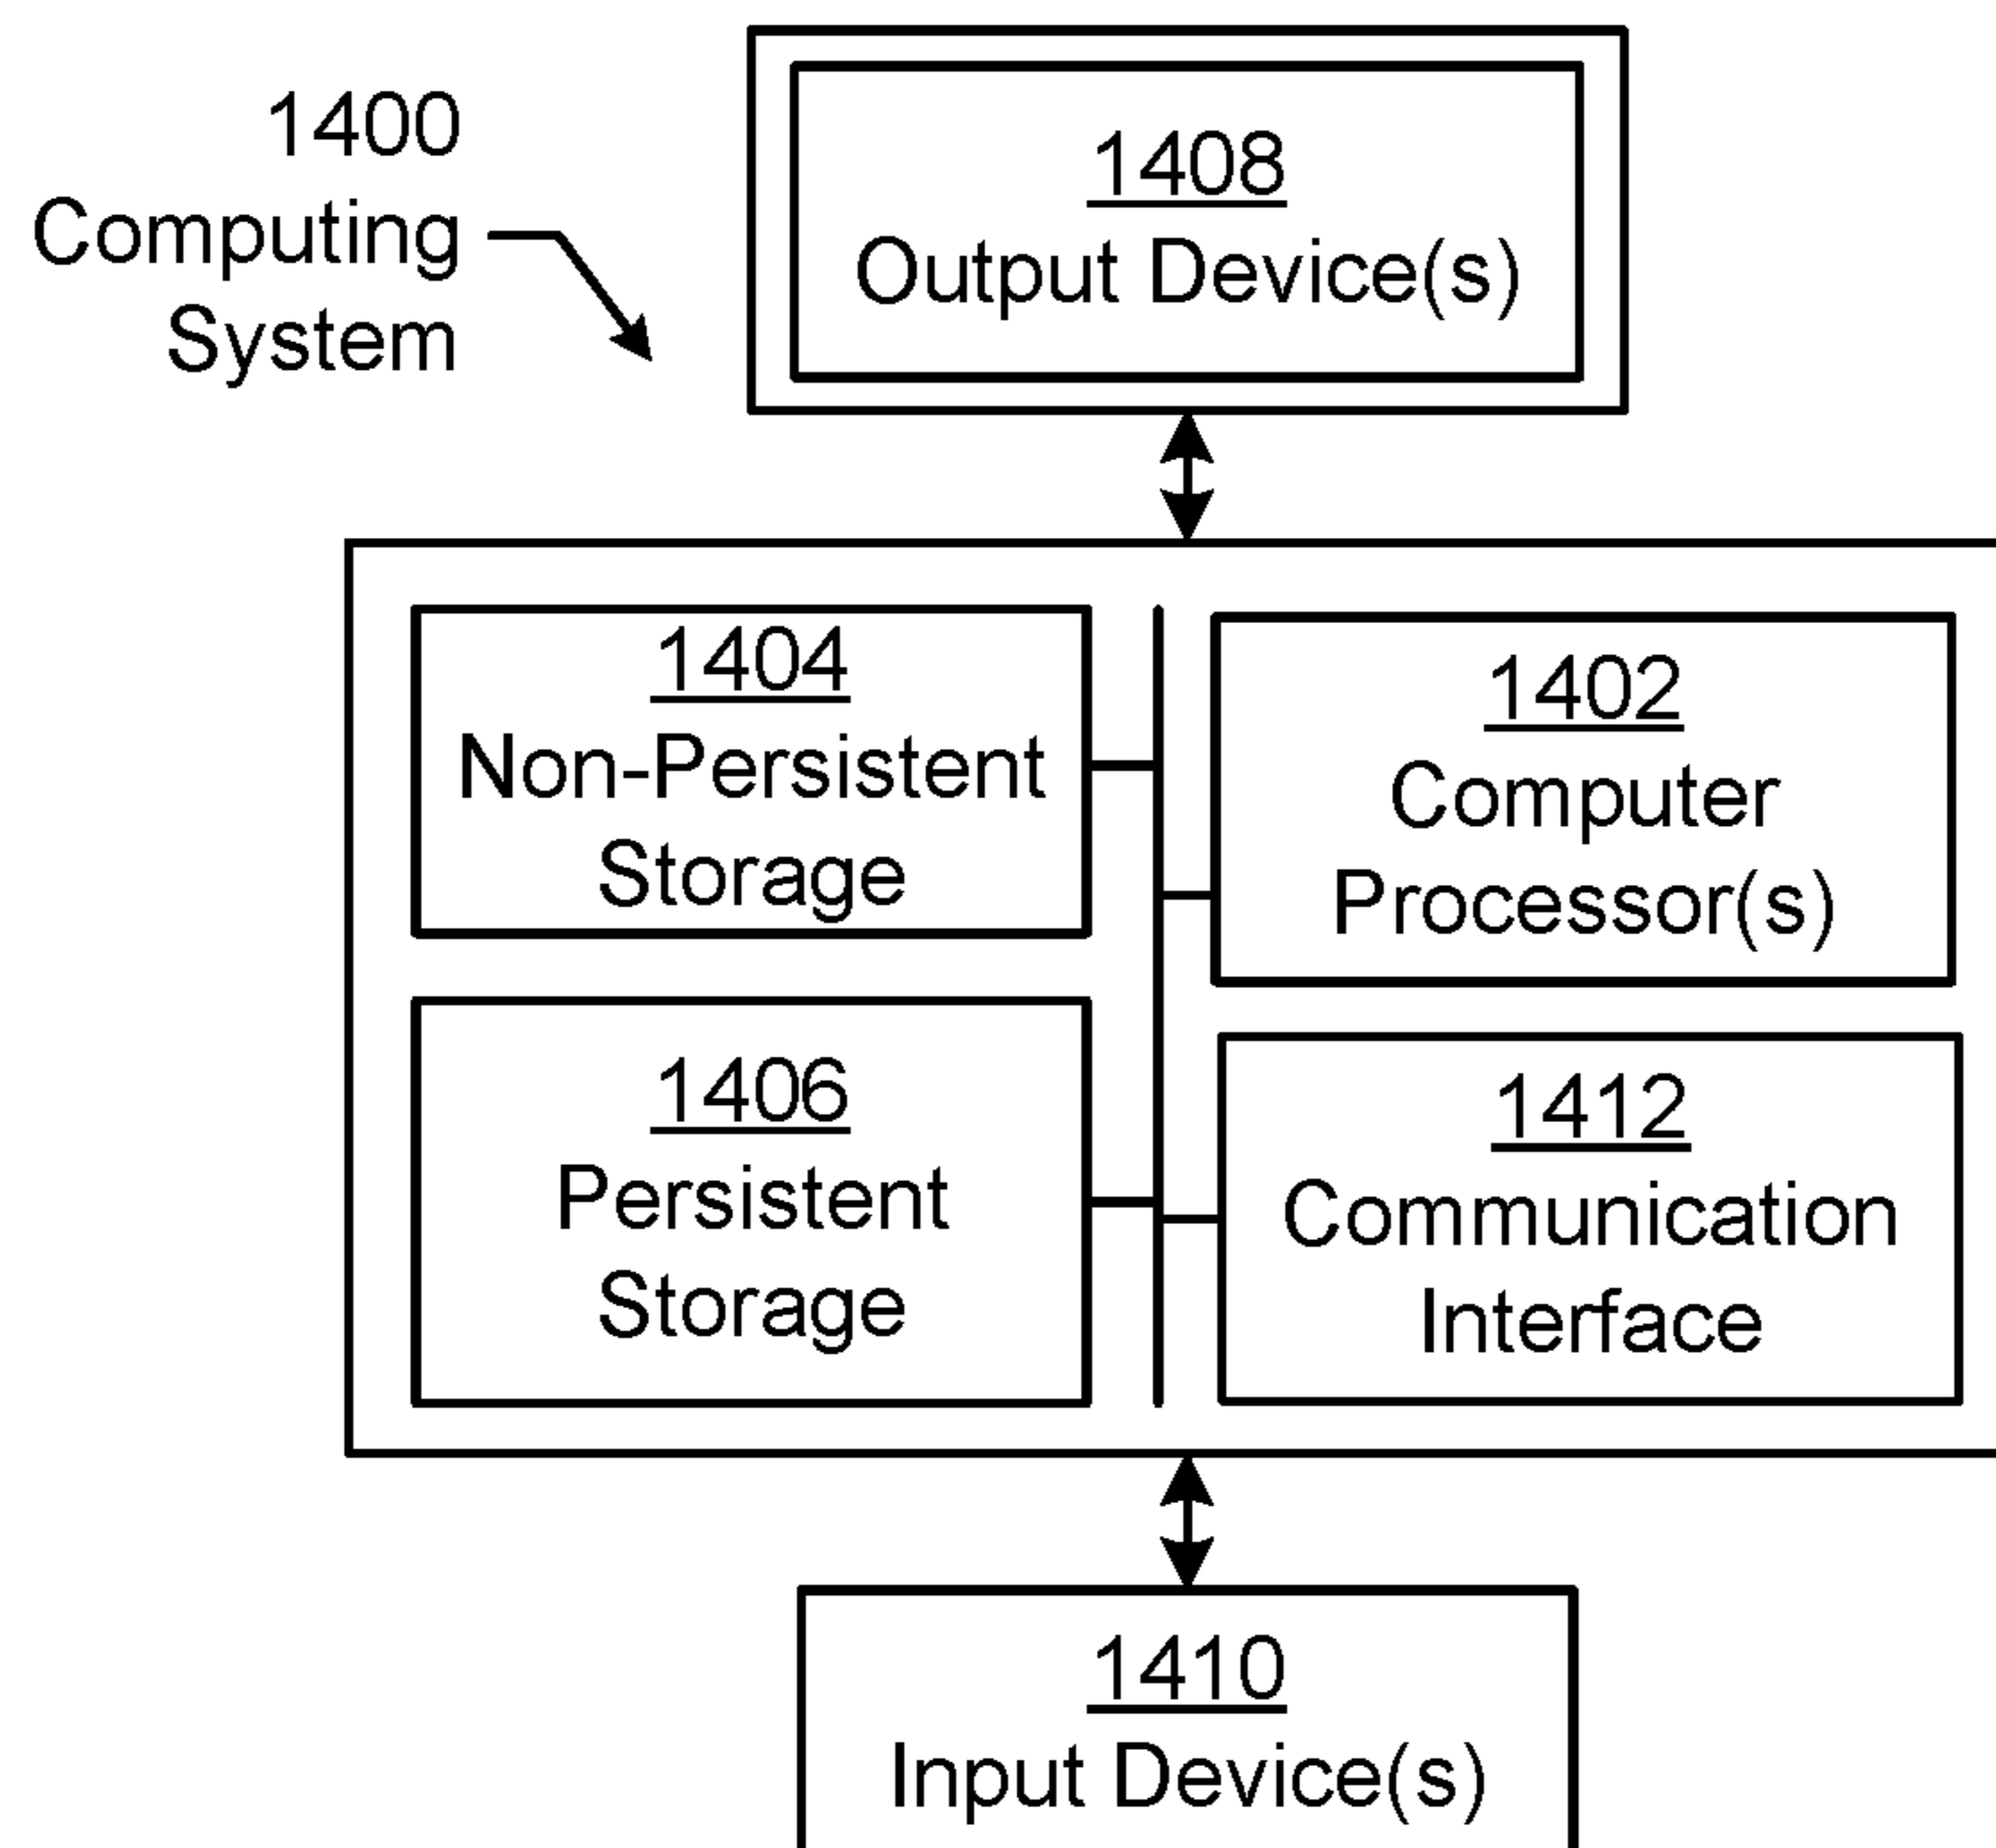 1400
Computing
System
1408
Output Device(s)
1404
Non-Persistent
Storage
1402
Computer
Processor(s)
1406
Persistent
Storage
1412
Communication
Interface
1410
Input Device(s)